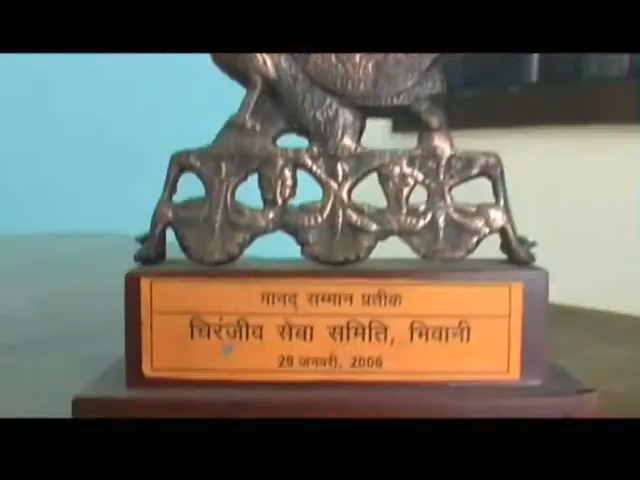 मानद् सम्मान प्रतीक
चिरंजीव सेवा समिति, भिवानी
29 जनवरी, 2006